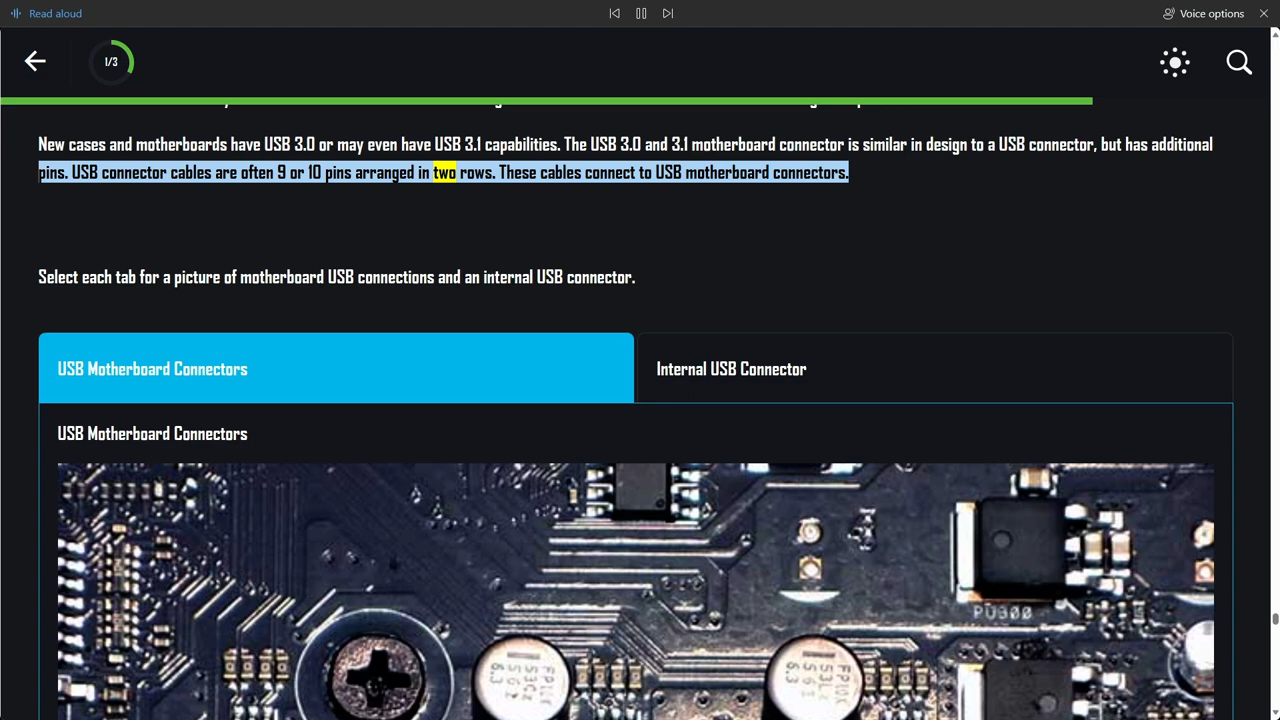 Read aloud
Voice options
1/3
New cases and motherboards have USB 3.0 or may even have USB 3.1 capabilities. The USB 3.0 and 3.1 motherboard connector is similar in design to a USB connector, but has additional
pins. USB connector cables are often 9 or 10 pins arranged in two rows. These cables connect to USB motherboard connectors.
Select each tab for a picture of motherboard USB connections and an internal USB connector.
USB Motherboard Connectors
Internal USB Connector
USB Motherboard Connectors
PU300